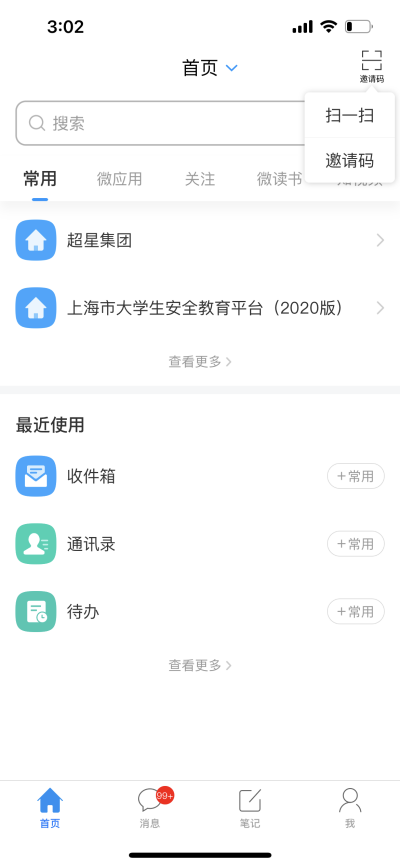 3:02
首页
邀请码
搜索
扫一扫
邀请码
常用 微应用 关注 微读书
超星集团
上海市大学生安全教育平台（2020版）
查看更多
最近使用
收件箱
+常用
通讯录
+常用
待办
+常用
查看更多
99+
首页 消息 笔记 我